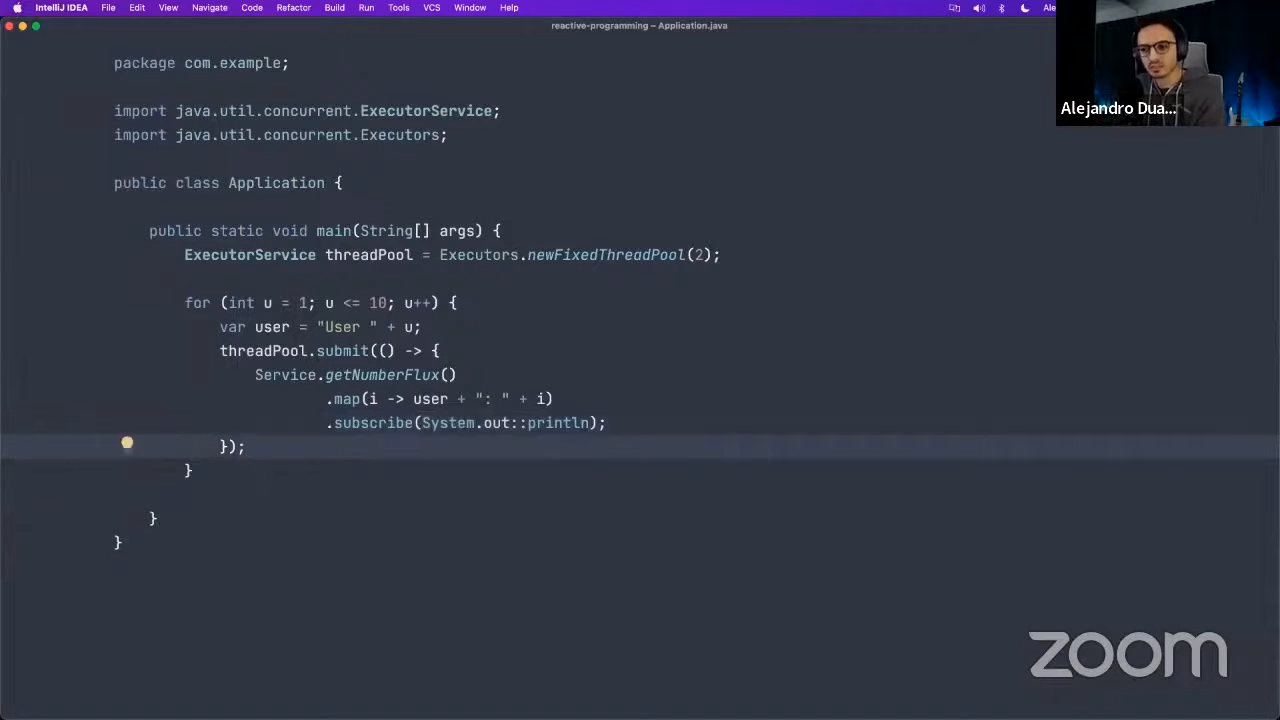 IntelliJ IDEA File Edit View Navigate Code Refactor Build Run Tools VCS Window Help Ale
reactive-programming – Application.java
Alejandro Dua...
package com.example;
import java.util.concurrent.ExecutorService;
import java.util.concurrent.Executors;
public class Application {
public static void main(String[] args) {
ExecutorService threadPool = Executors.newFixedThreadPool(2);
for (int u = 1; u <= 10; u++) {
var user = "User " + u;
threadPool.submit(() -> {
Service.getNumberFlux()
.map(i -> user + ": " + i)
.subscribe(System.out::println);
});
}
}
}
zoom